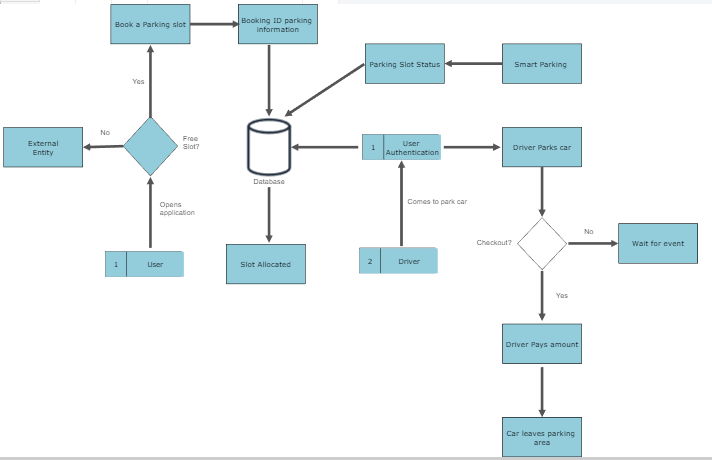 Book a Parking slot
Booking ID parking
information
Parking Slot Status
Smart Parking
Yes
No
External
Entity
Free
Slot?
1
User
Authentication
Driver Parks car
Database
Opens
application
Comes to park car
No
Checkout?
Wait for event
1
User
Slot Allocated
2
Driver
Yes
Driver Pays amount
Car leaves parking
area